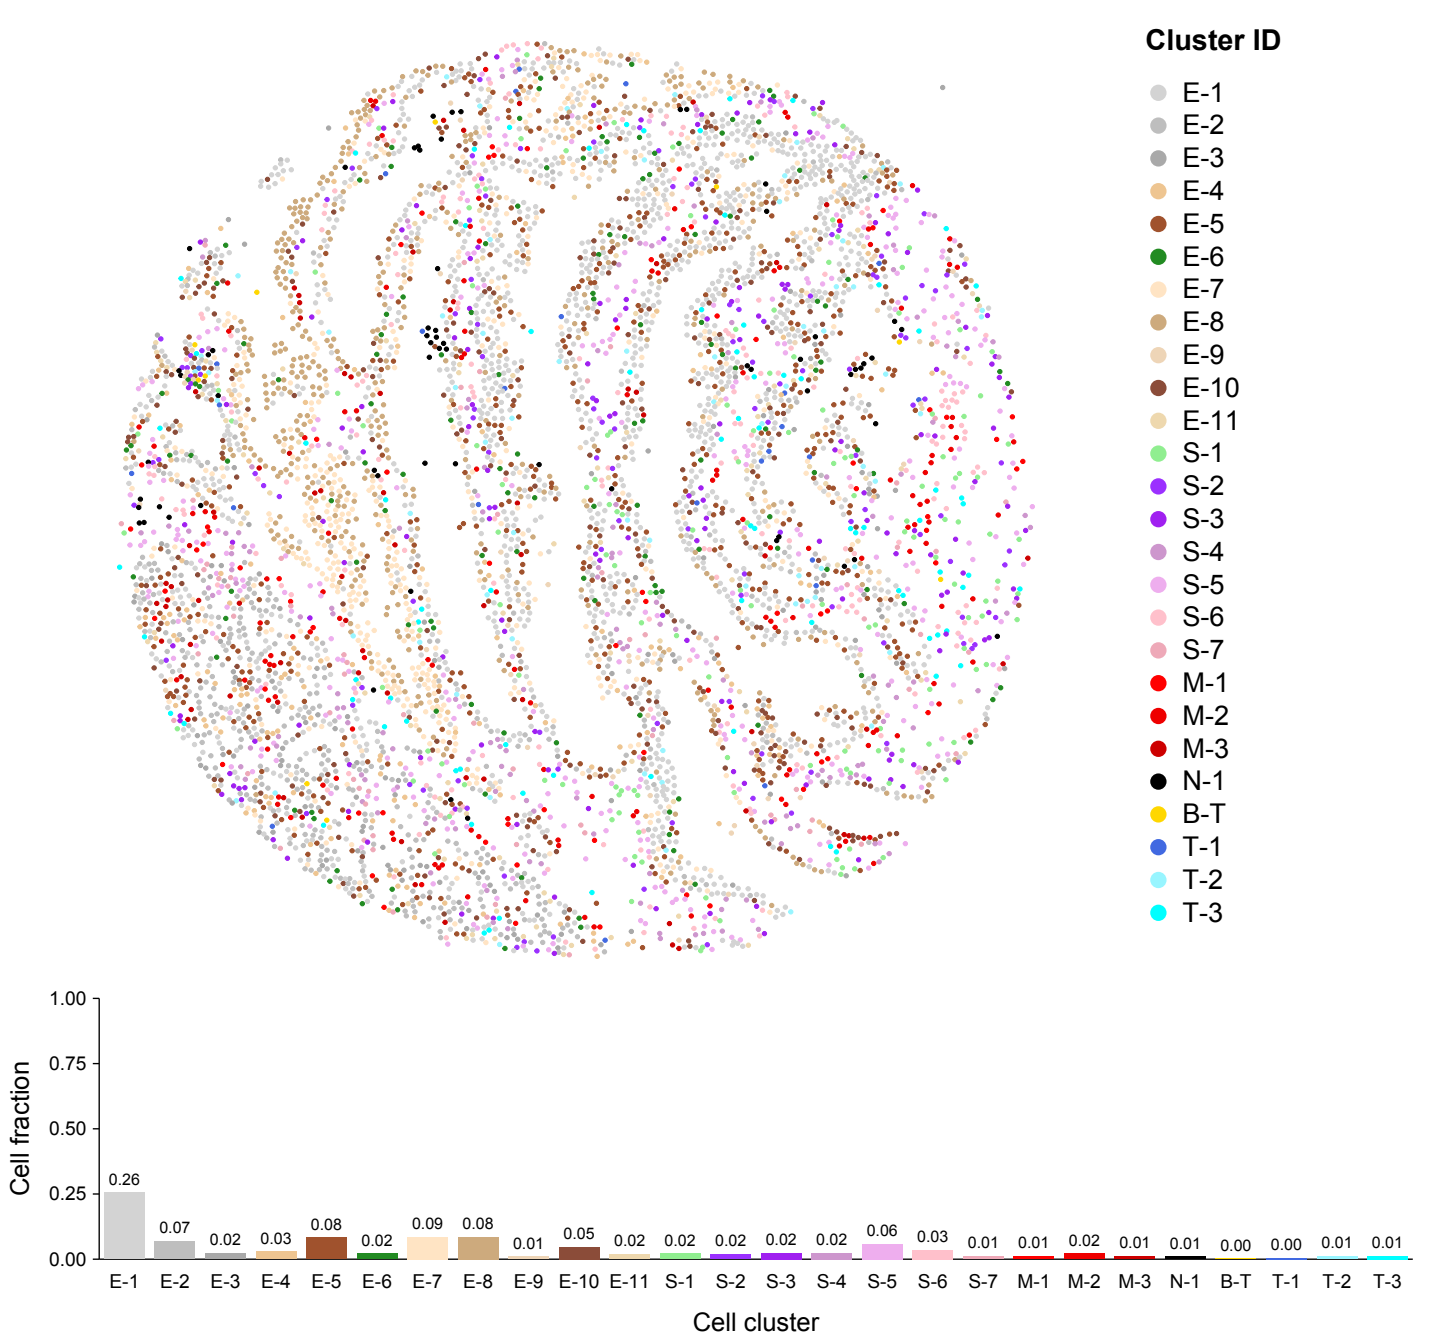 Cluster ID
E-1
E-2
E-3
E-4
E-5
E-6
E-7
E-8
E-9
E-10
E-11
S-1
S-2
S-3
S-4
S-5
S-6
S-7
M-1
M-2
M-3
N-1
B-T
T-1
T-2
T-3
1.00
0.75
0.50
0.25
0.00
Cell fraction
0.26 0.07 0.02 0.03 0.08 0.02 0.09 0.08 0.01 0.05 0.02 0.02 0.02 0.02 0.02 0.06 0.03 0.01 0.01 0.02 0.01 0.01 0.00 0.00 0.01 0.01
E-1 E-2 E-3 E-4 E-5 E-6 E-7 E-8 E-9 E-10 E-11 S-1 S-2 S-3 S-4 S-5 S-6 S-7 M-1 M-2 M-3 N-1 B-T T-1 T-2 T-3
Cell cluster